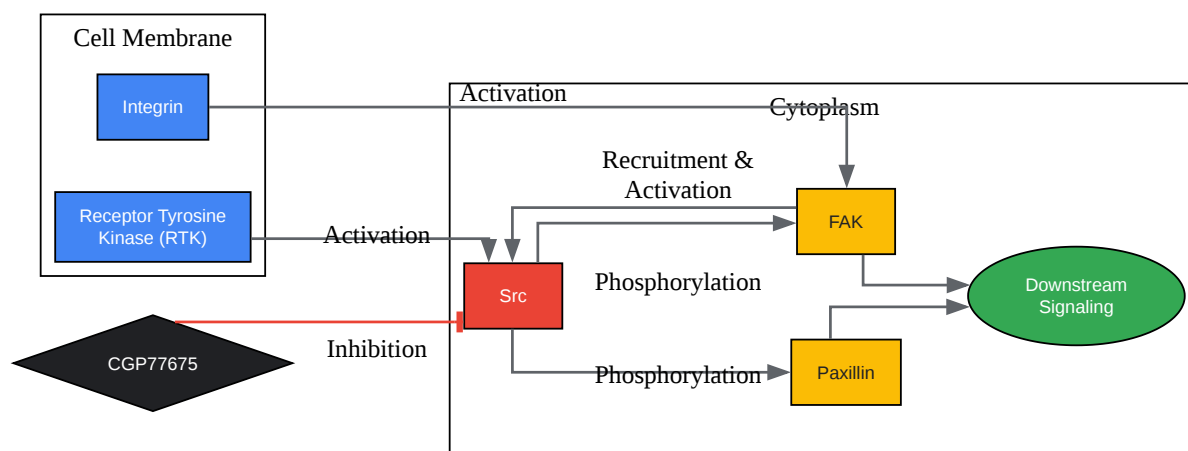 Cell Membrane
Integrin
Activation
Cytoplasm
Recruitment &
Activation
Receptor Tyrosine
Kinase (RTK)
FAK
Activation
Phosphorylation
Src
Downstream
Signaling
CGP77675
Inhibition
Phosphorylation
Paxillin